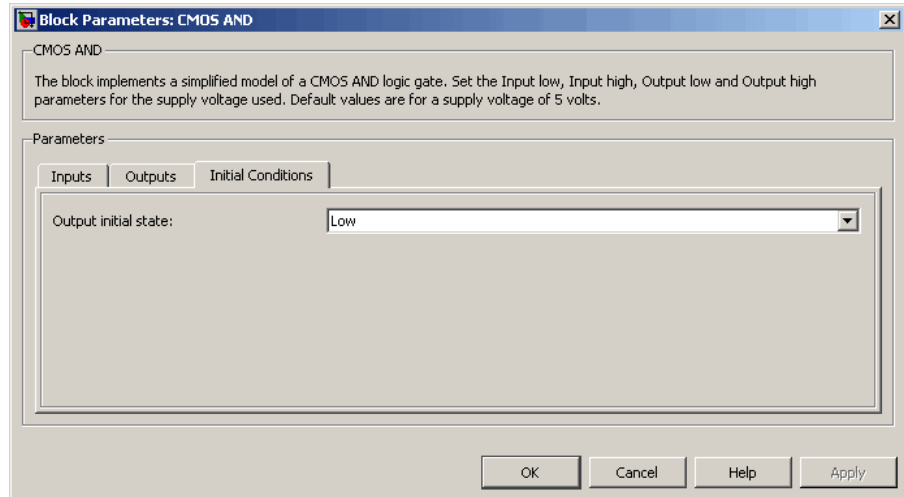 Block Parameters: CMOS AND
CMOS AND
The block implements a simplified model of a CMOS AND logic gate. Set the Input low, Input high, Output low and Output high
parameters for the supply voltage used. Default values are for a supply voltage of 5 volts.
Parameters
Inputs Outputs Initial Conditions
Output initial state: Low
OK Cancel Help Apply